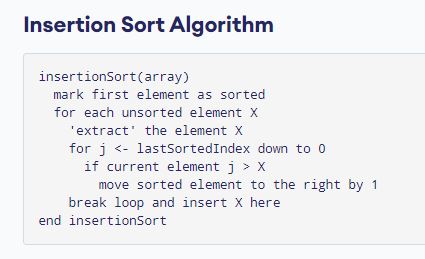 Insertion Sort Algorithm
insertionSort(array)
  mark first element as sorted
  for each unsorted element X
    'extract' the element X
    for j <- lastSortedIndex down to 0
      if current element j > X
        move sorted element to the right by 1
    break loop and insert X here
end insertionSort